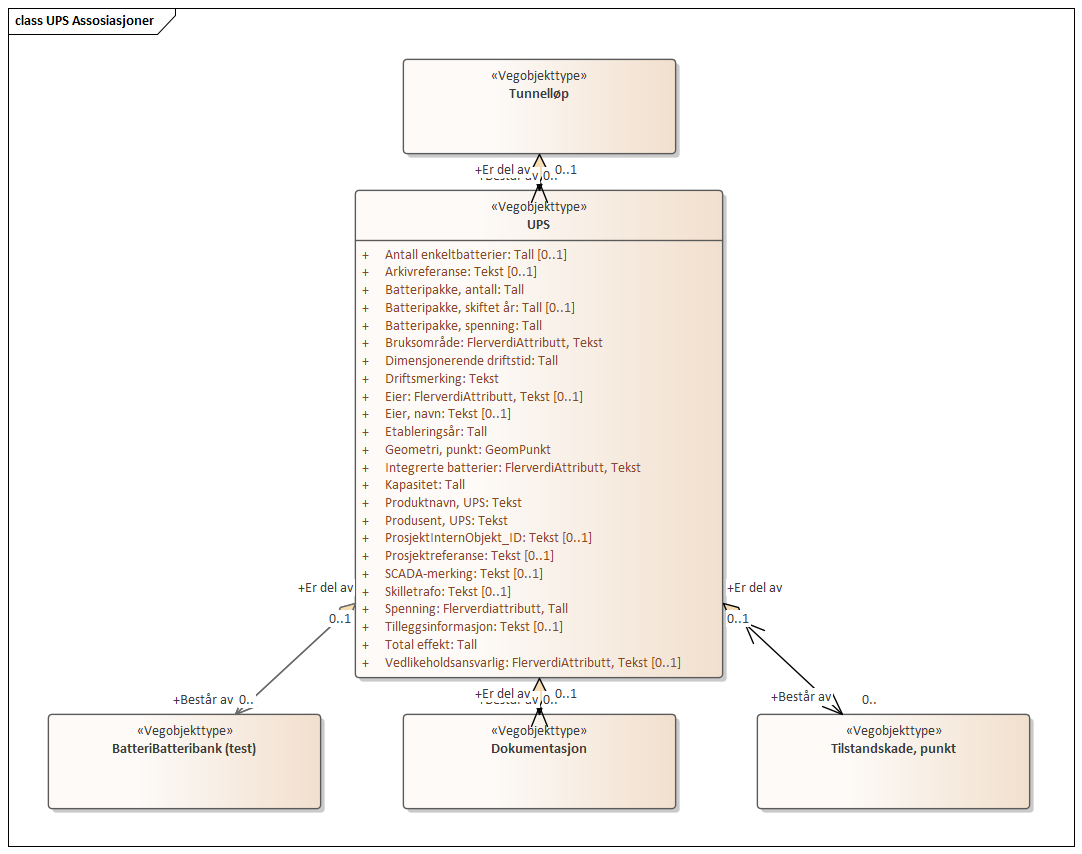 class UPS Assosiasjoner
«Vegobjekttype»
Tunnelløp
+Er del av 0..1
+Består av 0..
«Vegobjekttype»
UPS
+ Antall enkeltbatterier: Tall [0..1]
+ Arkivreferanse: Tekst [0..1]
+ Batteripakke, antall: Tall
+ Batteripakke, skiftet år: Tall [0..1]
+ Batteripakke, spenning: Tall
+ Bruksområde: FlerverdiAttributt, Tekst
+ Dimensjonerende driftstid: Tall
+ Driftsmerking: Tekst
+ Eier: FlerverdiAttributt, Tekst [0..1]
+ Eier, navn: Tekst [0..1]
+ Etableringsår: Tall
+ Geometri, punkt: GeomPunkt
+ Integrerte batterier: FlerverdiAttributt, Tekst
+ Kapasitet: Tall
+ Produktnavn, UPS: Tekst
+ Produsent, UPS: Tekst
+ ProsjektInternObjekt_ID: Tekst [0..1]
+ Prosjektreferanse: Tekst [0..1]
+ SCADA-merking: Tekst [0..1]
+ Skilletrafo: Tekst [0..1]
+ Spenning: Flerverdiattributt, Tall
+ Tilleggsinformasjon: Tekst [0..1]
+ Total effekt: Tall
+ Vedlikeholdsansvarlig: FlerverdiAttributt, Tekst [0..1]
+Er del av
0..1
+Er del av
0..1
+Består av 0..
+Er del av 0..1
+Består av 0..
+Består av 0..
«Vegobjekttype»
BatteriBatteribank (test)
«Vegobjekttype»
Dokumentasjon
«Vegobjekttype»
Tilstandskade, punkt